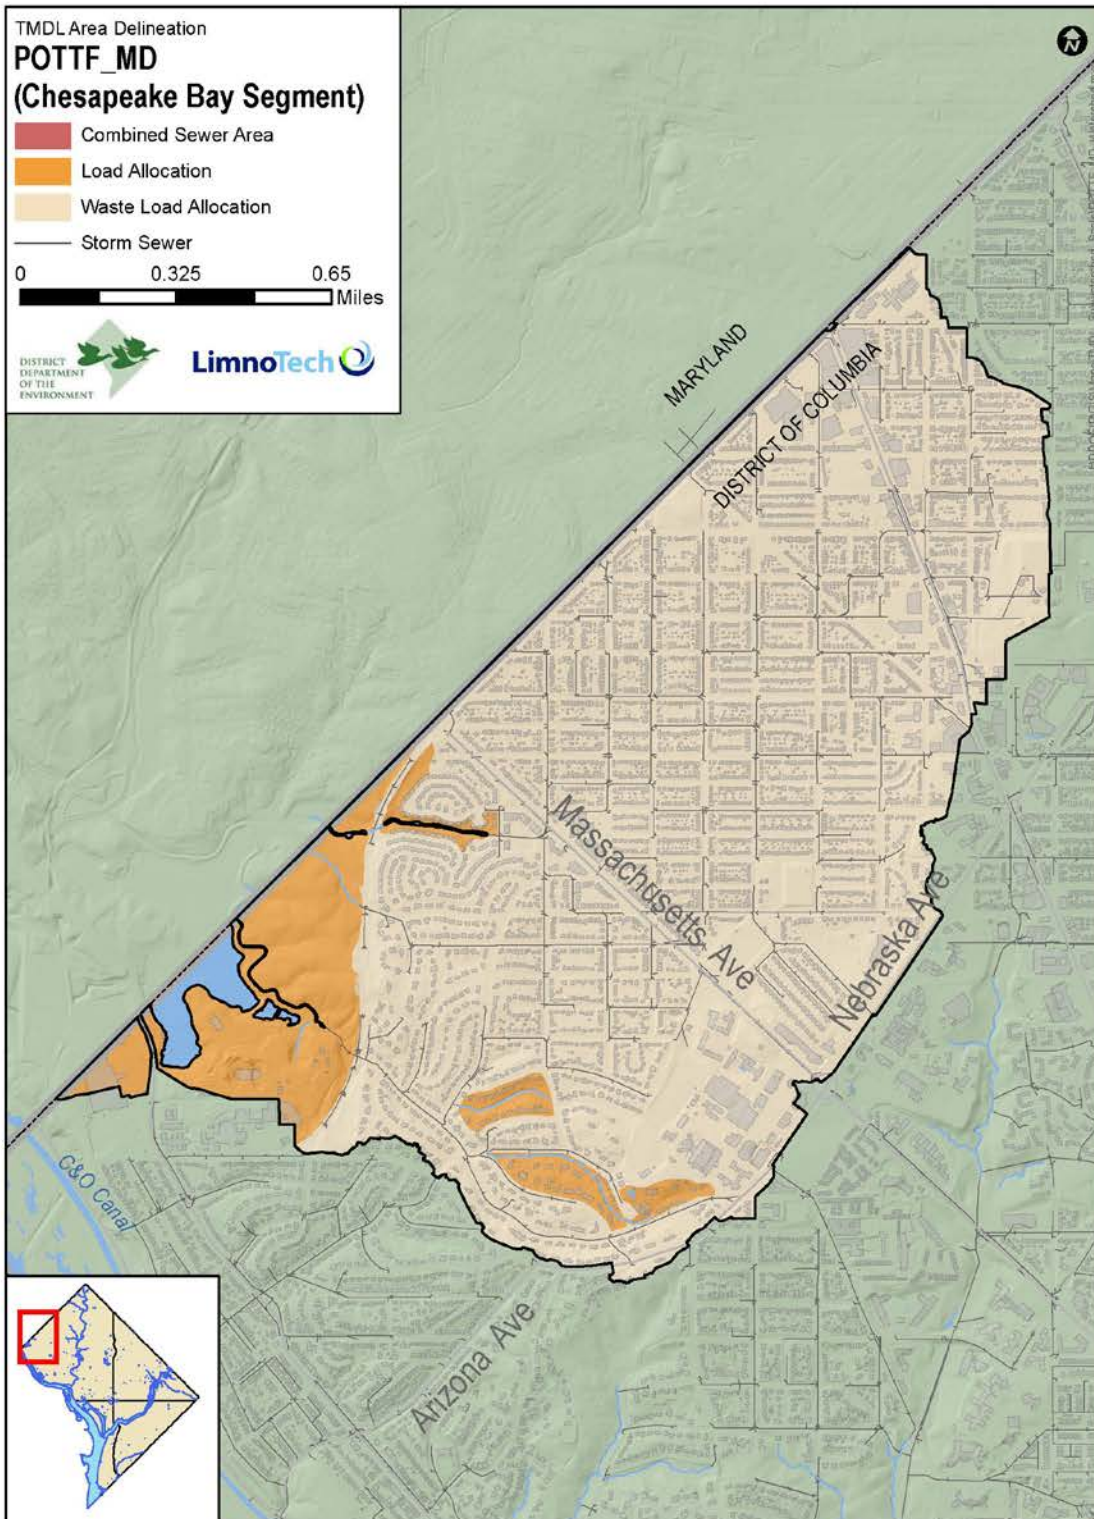 TMDL Area Delineation
POTTF_MD
(Chesapeake Bay Segment)
Combined Sewer Area
Load Allocation
Waste Load Allocation
Storm Sewer
0 0.325 0.65
Miles
DISTRICT
DEPARTMENT
OF THE
ENVIRONMENT
LimnoTech
N
MARYLAND
DISTRICT OF COLUMBIA
Massachusetts Ave
Nebraska Ave
C&O Canal
Arizona Ave